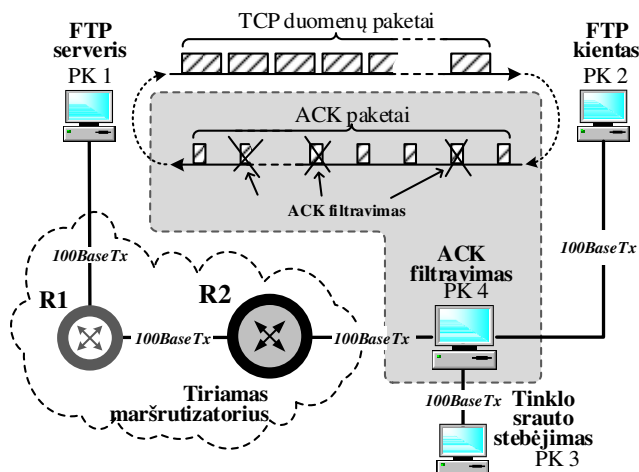 FTP
serveris
PK 1
TCP duomenų paketai
FTP
kientas
PK 2
ACK paketai
ACK filtravimas
100BaseTx
100BaseTx
ACK
filtravimas
PK 4
R1
R2
100BaseTx
100BaseTx
Tiriamas
maršrutizatorius
100BaseTx
Tinklo
srauto
stebėjimas
PK 3